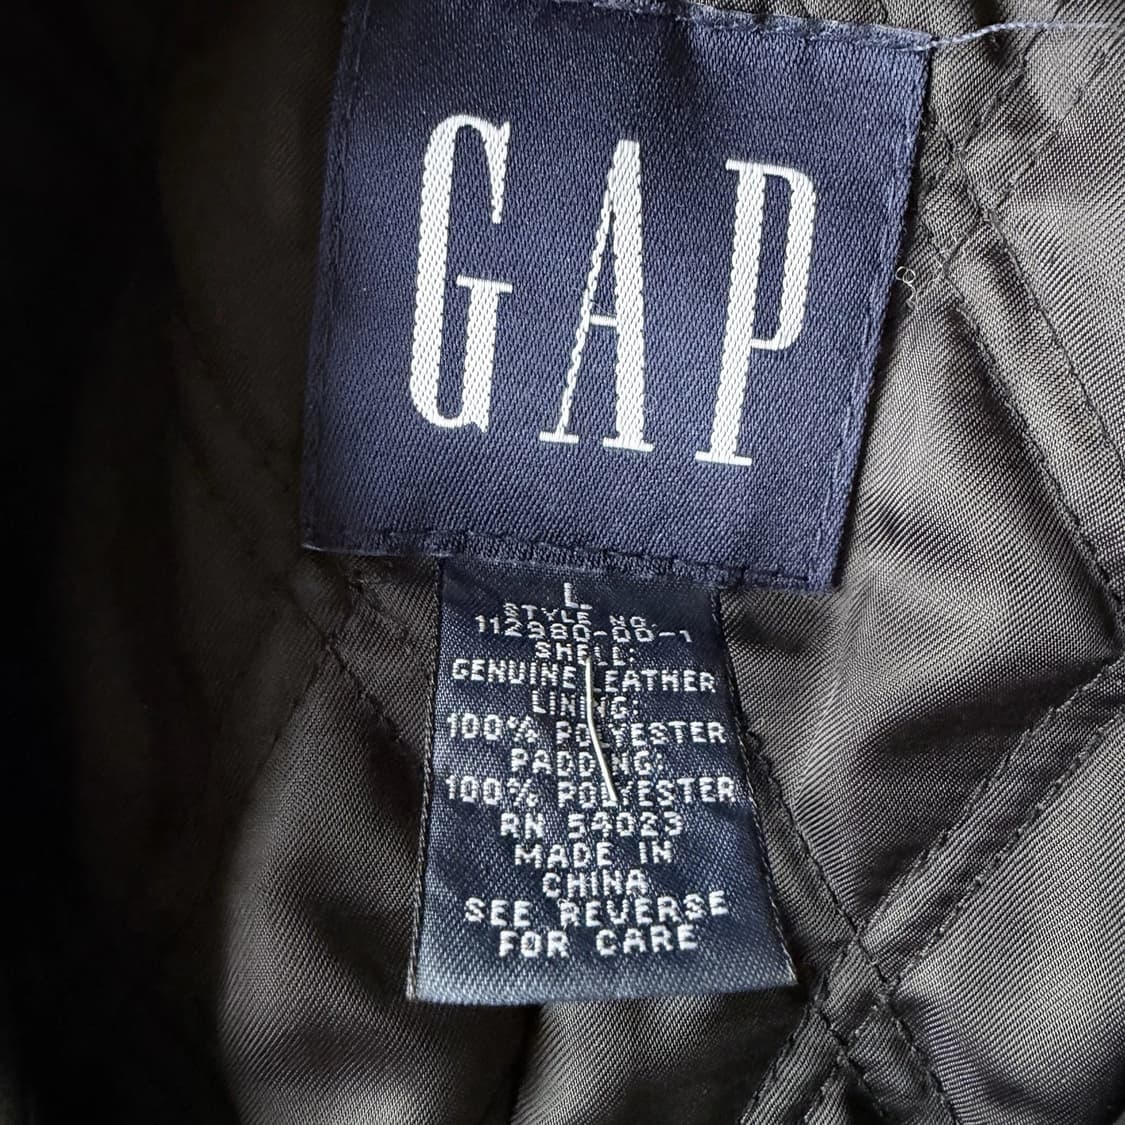 GAP
L.
STYLE NO.
112980-00-1
SHELL:
GENUINE LEATHER
LINING:
100% POLYESTER
PADDING:
100% POLYESTER
RN 54023
MADE IN
CHINA
SEE REVERSE
FOR CARE